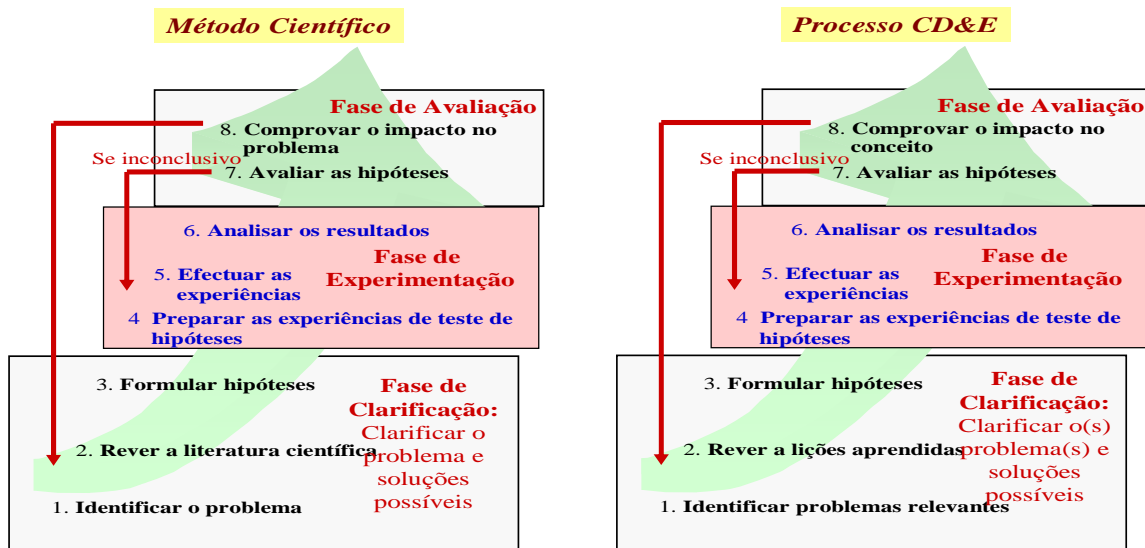 Método Científico
Fase de Avaliação
8. Comprovar o impacto no
problema
Se inconclusivo
7. Avaliar as hipóteses
6. Analisar os resultados
Fase de
Experimentação
5. Efectuar as
experiências
4 Preparar as experiências de teste de
hipóteses
3. Formular hipóteses
Fase de
Clarificação:
Clarificar o
problema e
soluções
possíveis
2. Rever a literatura científica
1. Identificar o problema
Processo CD&E
Fase de Avaliação
8. Comprovar o impacto no
conceito
Se inconclusivo
7. Avaliar as hipóteses
6. Analisar os resultados
Fase de
Experimentação
5. Efectuar as
experiências
4 Preparar as experiências de teste de
hipóteses
3. Formular hipóteses
Fase de
Clarificação:
Clarificar o(s)
problema(s) e
soluções
possíveis
2. Rever a lições aprendidas
1. Identificar problemas relevantes